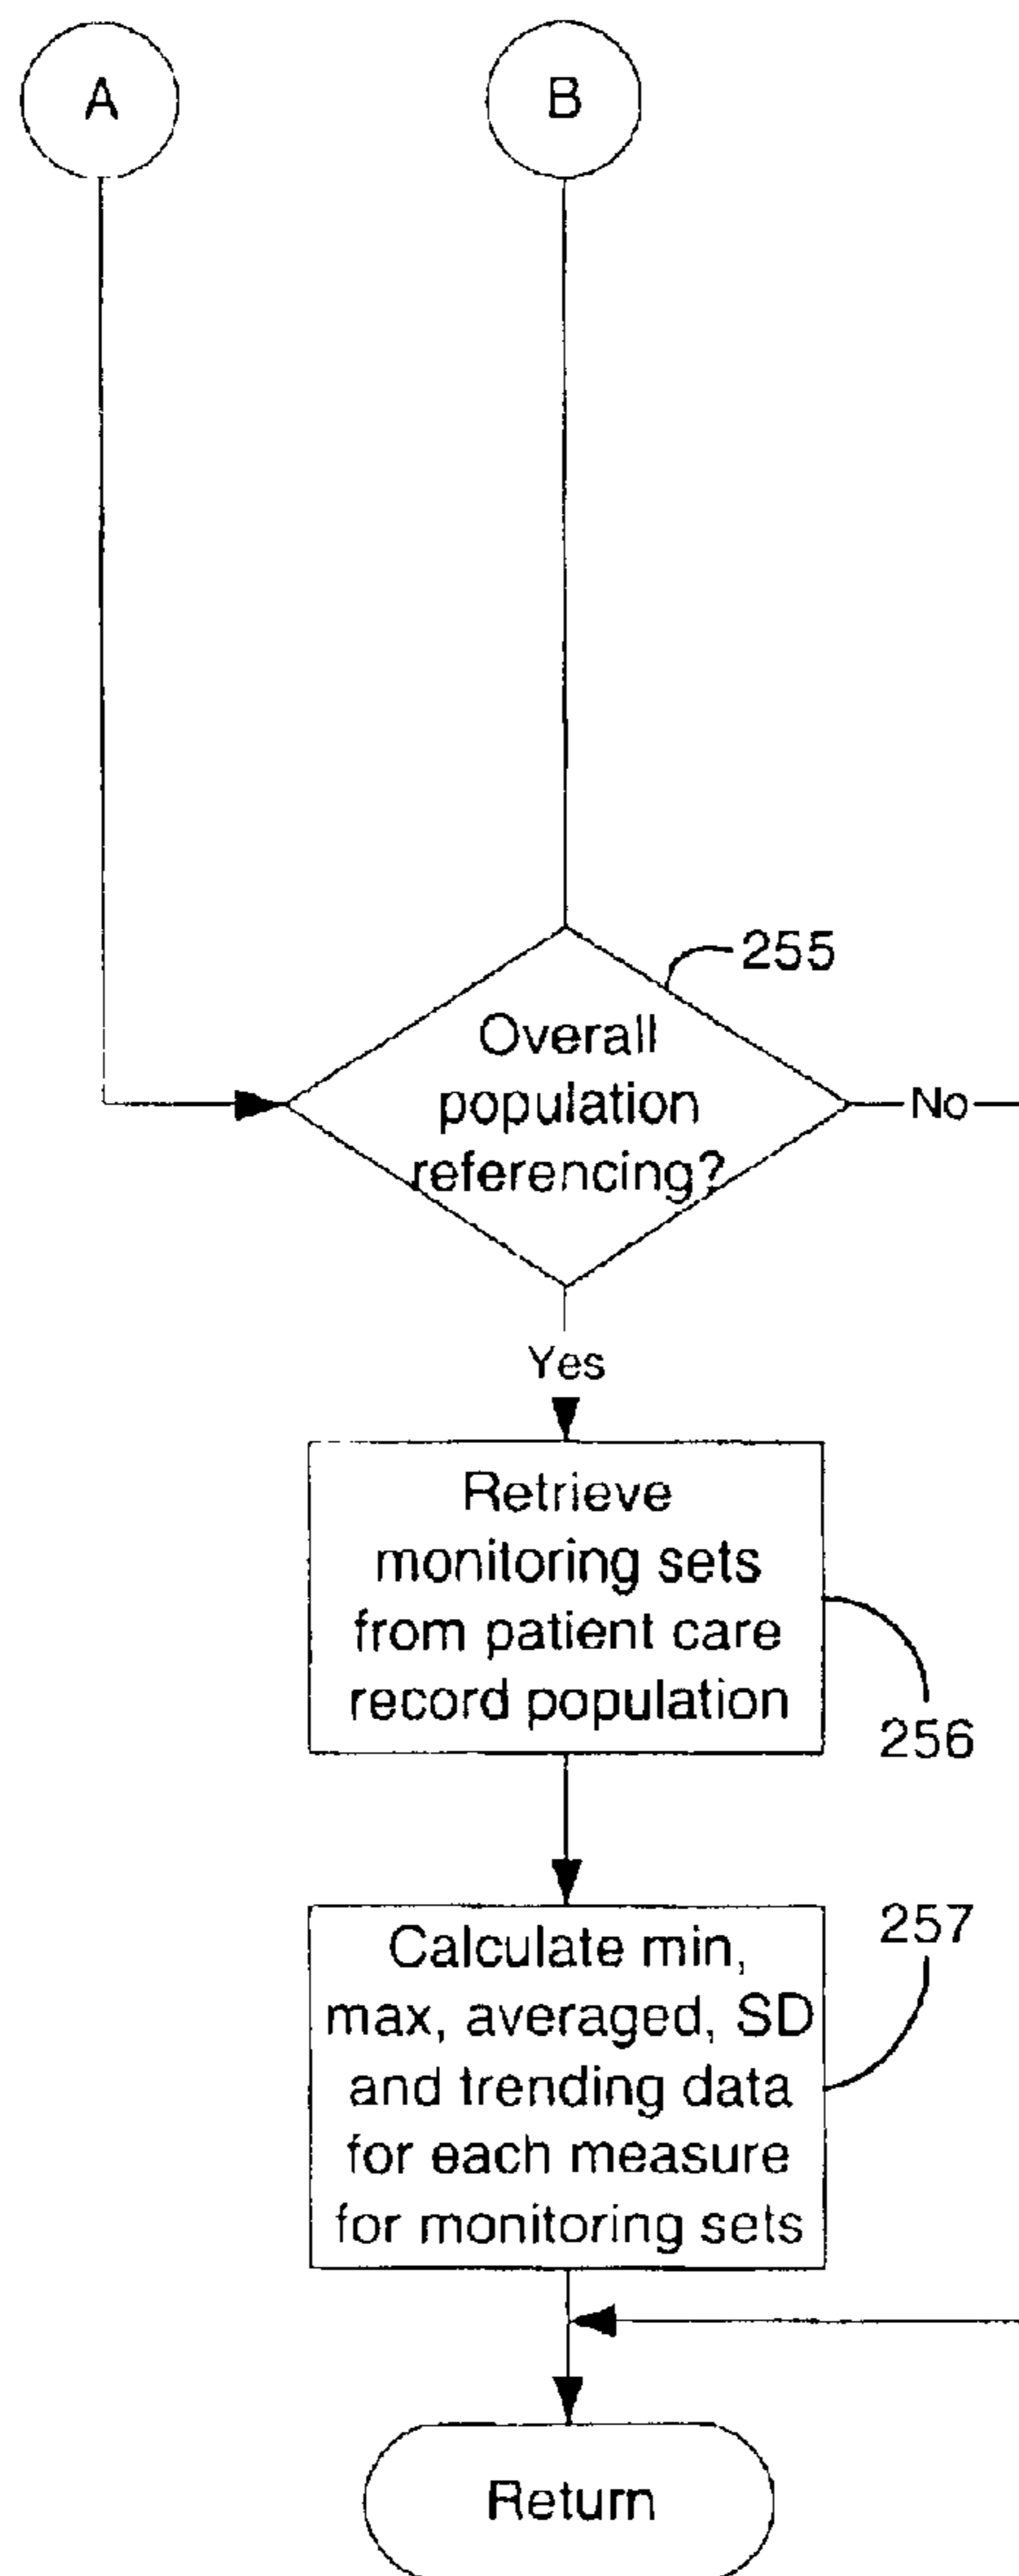 A
B
255
Overall
population
referencing?
No
Yes
Retrieve
monitoring sets
from patient care
record population
256
257
Calculate min,
max, averaged, SD
and trending data
for each measure
for monitoring sets
Return